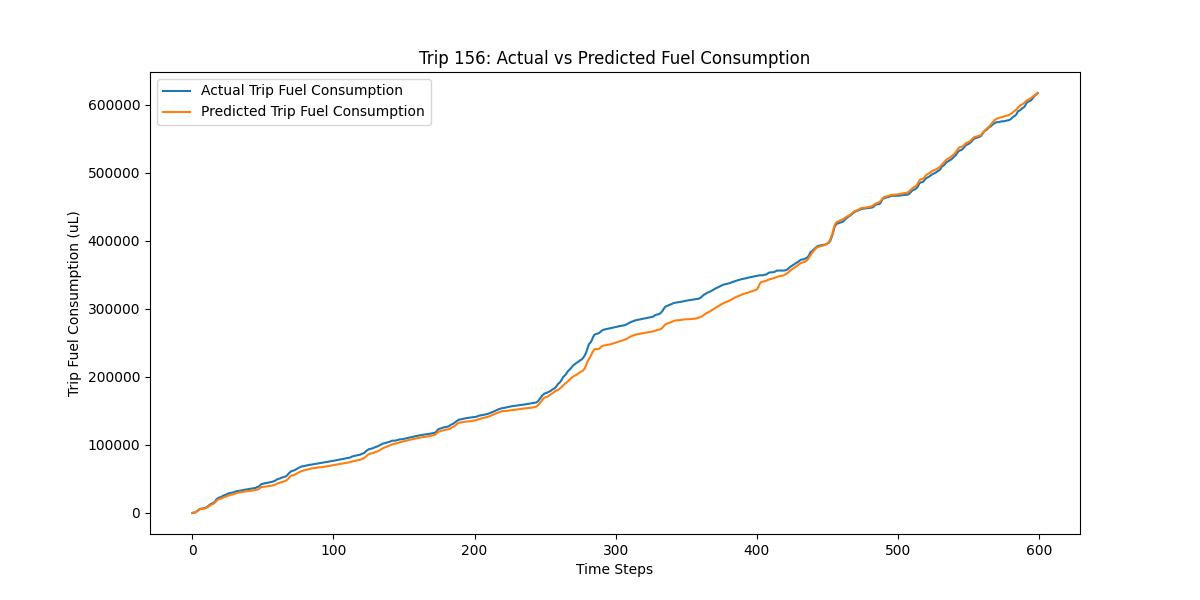 Trip 156: Actual vs Predicted Fuel Consumption
Actual Trip Fuel Consumption
Predicted Trip Fuel Consumption
600000
500000
400000
300000
200000
100000
0
Trip Fuel Consumption (uL)
0 100 200 300 400 500 600
Time Steps